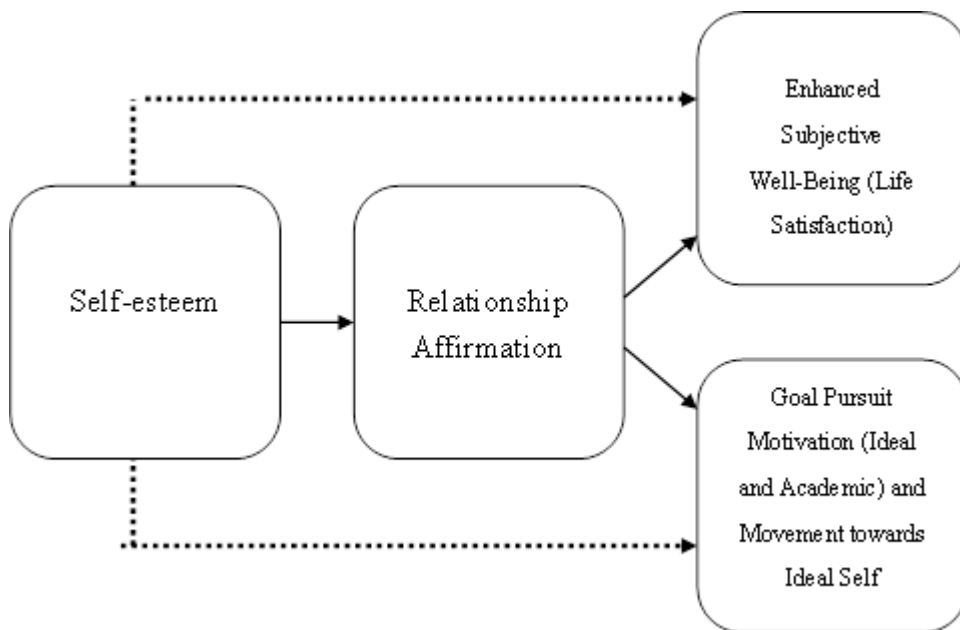 Self-esteem
Relationship
Affirmation
Enhanced
Subjective
Well-Being (Life
Satisfaction)
Goal Pursuit
Motivation (Ideal
and Academic) and
Movement towards
Ideal Self